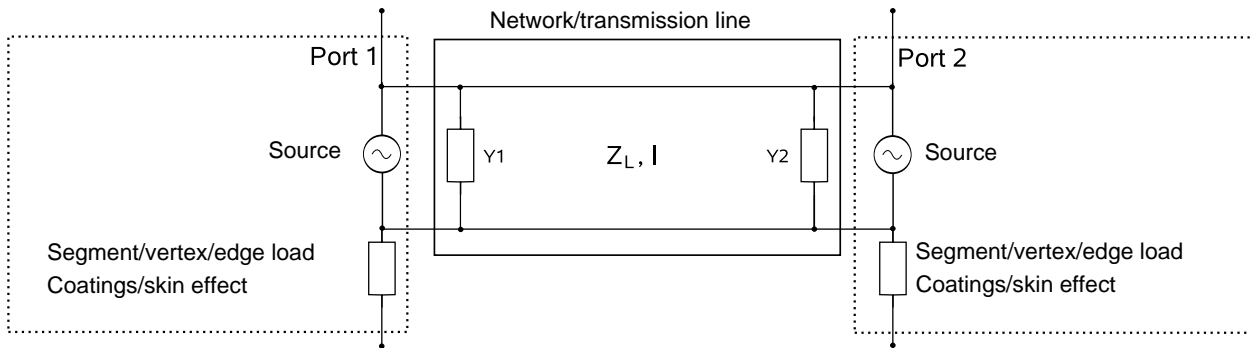 Network/transmission line
Port 1
Port 2
Source
Y1
Z_L, l
Y2
Source
Segment/vertex/edge load
Coatings/skin effect
Segment/vertex/edge load
Coatings/skin effect